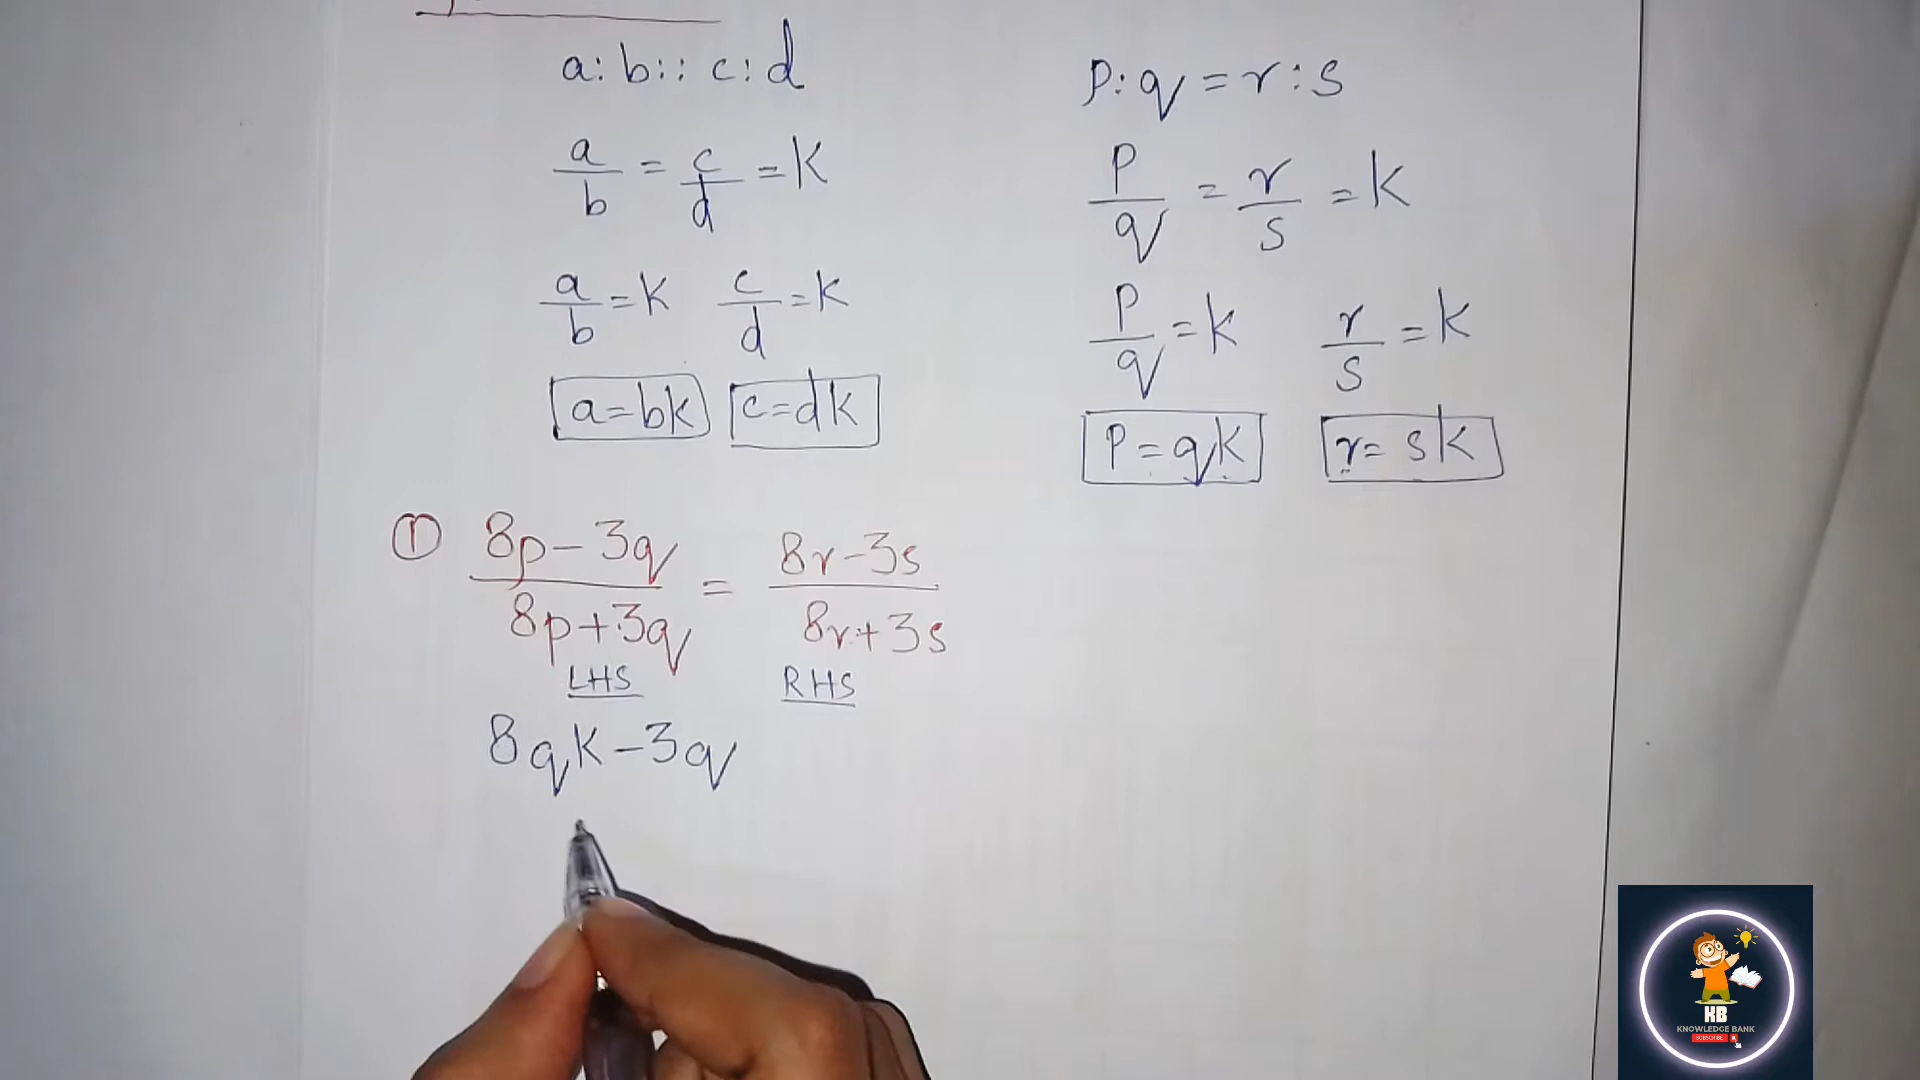 a:b::c:d
a/b = c/d = K
a/b = K c/d = K
a=bK c=dK
p:q=r:s
P/q = r/s = K
P/q = K r/s = K
P=qK r=sK
① 8p-3q/8p+3q = 8r-3s/8r+3s
LHS RHS
8qK-3q
KB
KNOWLEDGE BANK
SUBSCRIBE